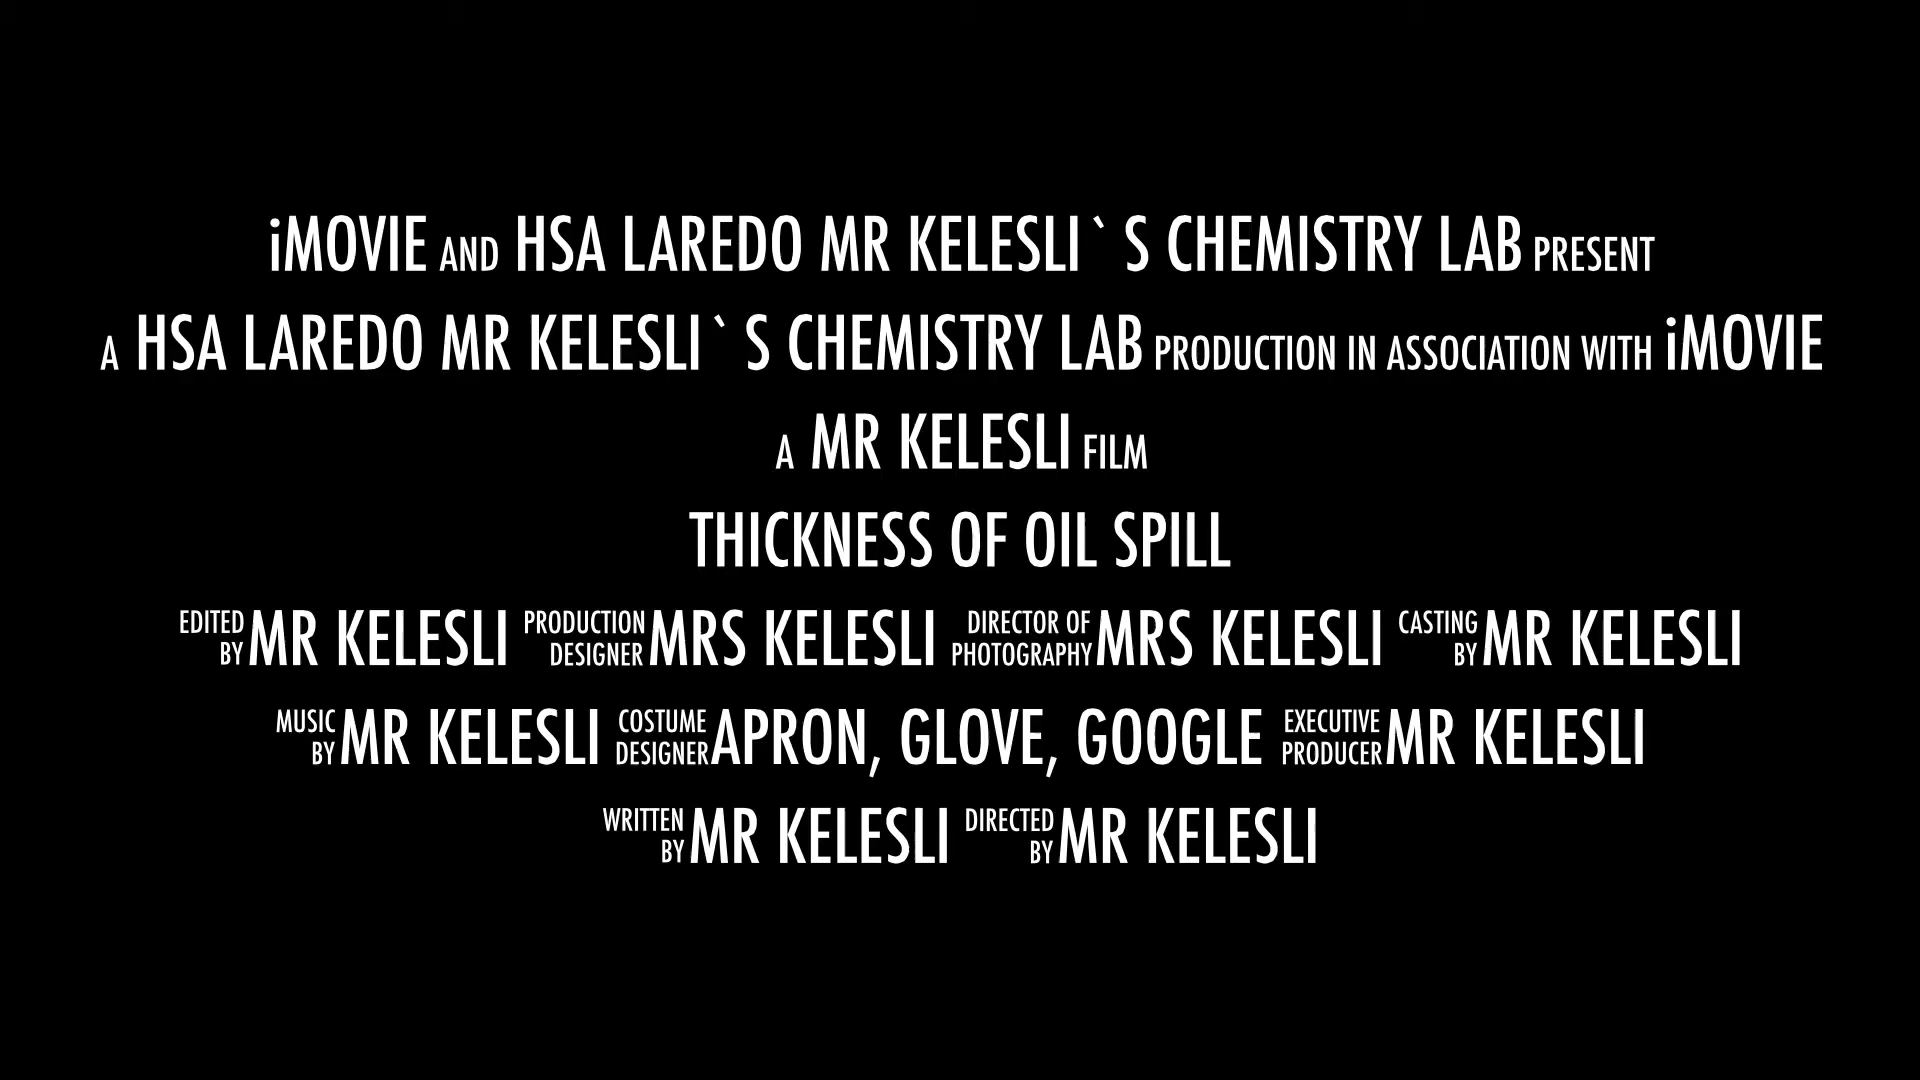 iMOVIE AND HSA LAREDO MR KELESLI`S CHEMISTRY LAB PRESENT
A HSA LAREDO MR KELESLI`S CHEMISTRY LAB PRODUCTION IN ASSOCIATION WITH iMOVIE
A MR KELESLI FILM
THICKNESS OF OIL SPILL
EDITED BY MR KELESLI PRODUCTION DESIGNER MRS KELESLI DIRECTOR OF PHOTOGRAPHY MRS KELESLI CASTING BY MR KELESLI
MUSIC BY MR KELESLI COSTUME DESIGNER APRON, GLOVE, GOOGLE EXECUTIVE PRODUCER MR KELESLI
WRITTEN BY MR KELESLI DIRECTED BY MR KELESLI